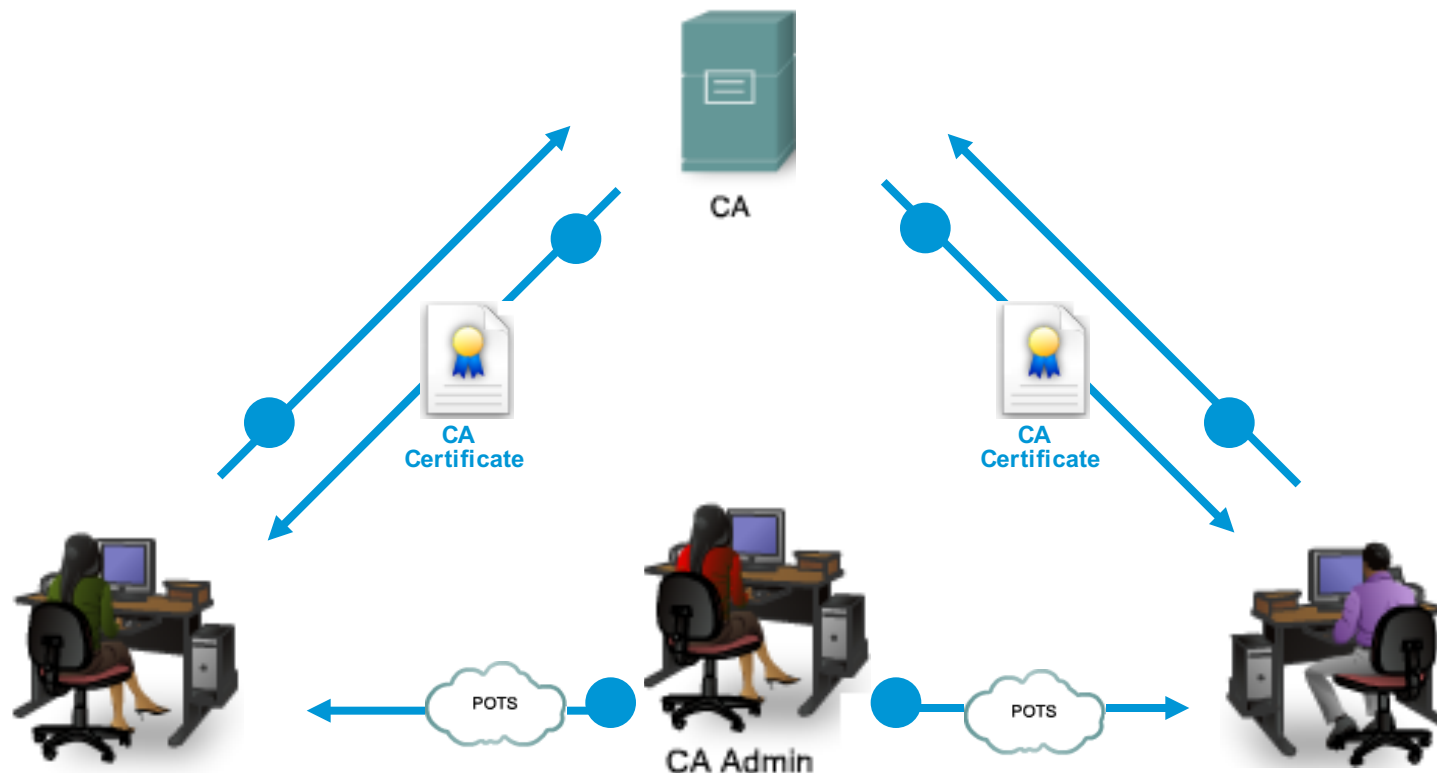 CA
CA
Certificate
CA
Certificate
POTS
POTS
CA Admin